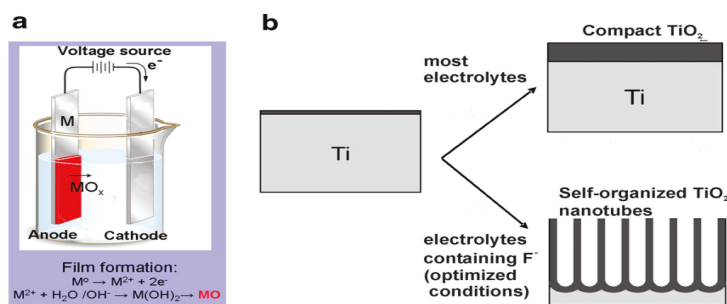 a
Voltage source
e⁻
M
MOₓ
Anode
Cathode
Film formation:
M⁰ → M²⁺ + 2e⁻
M²⁺ + H₂O /OH⁻ → M(OH)₂→ MO
b
Ti
most
electrolytes
Compact TiO₂
Ti
electrolytes
containing F⁻
(optimized
conditions)
Self-organized TiO₂
nanotubes